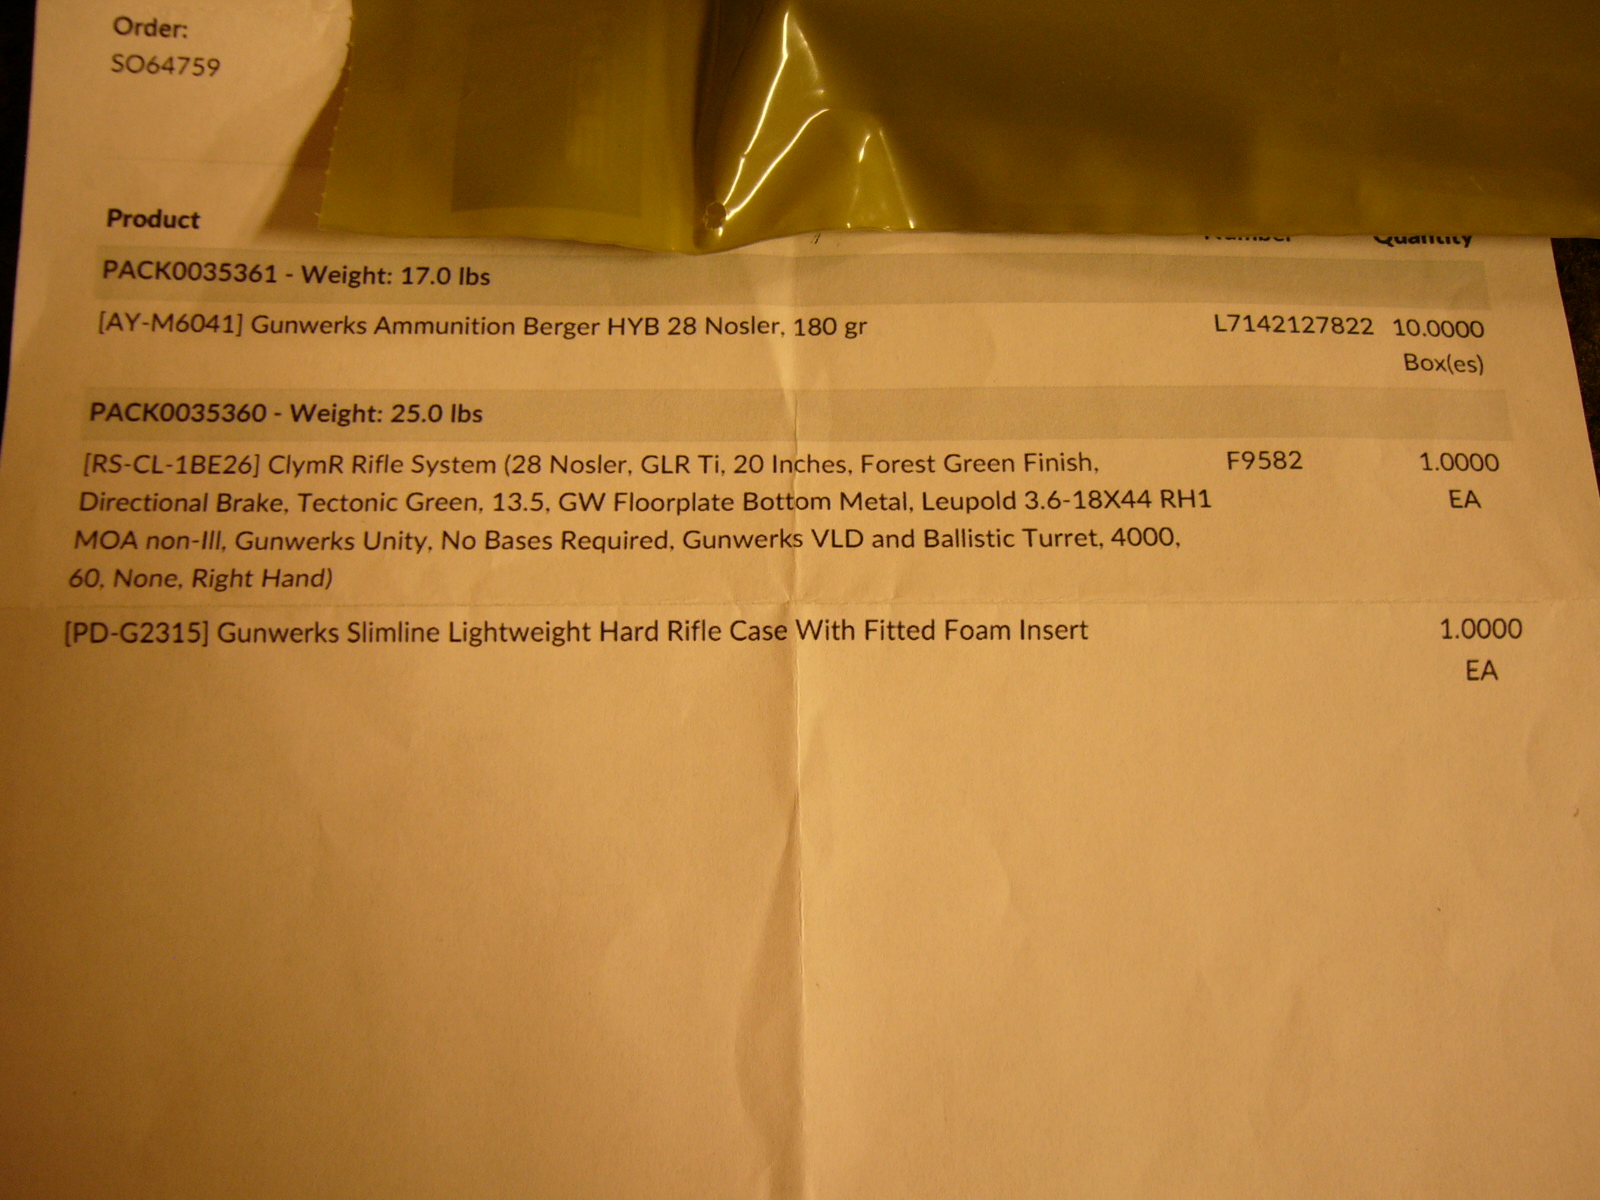 Order:
SO64759
Product
Number Quantity
PACK0035361 - Weight: 17.0 lbs
[AY-M6041] Gunwerks Ammunition Berger HYB 28 Nosler, 180 gr L7142127822 10.0000
Box(es)
PACK0035360 - Weight: 25.0 lbs
[RS-CL-1BE26] ClymR Rifle System (28 Nosler, GLR Ti, 20 Inches, Forest Green Finish, F9582 1.0000
Directional Brake, Tectonic Green, 13.5, GW Floorplate Bottom Metal, Leupold 3.6-18X44 RH1 EA
MOA non-Ill, Gunwerks Unity, No Bases Required, Gunwerks VLD and Ballistic Turret, 4000,
60, None, Right Hand)
[PD-G2315] Gunwerks Slimline Lightweight Hard Rifle Case With Fitted Foam Insert 1.0000
EA